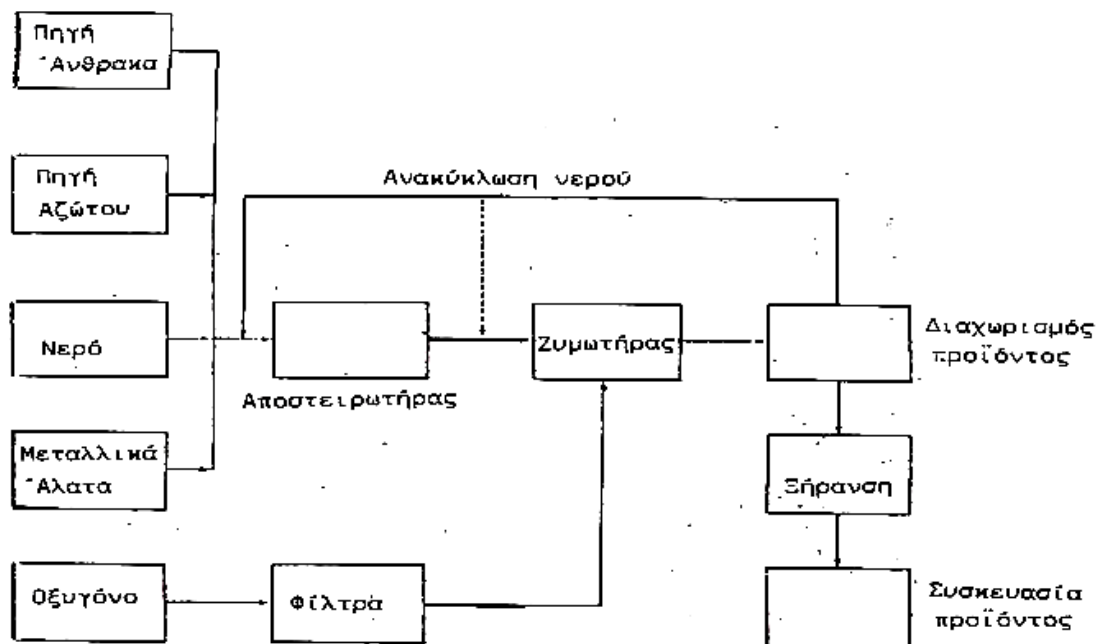 Πηγή
Άνθρακα
Πηγή
Αζώτου
Ανακύκλωση νερού
Νερό
Ζυμωτήρας
Διαχωρισμός
προϊόντος
Αποστειρωτήρας
Μεταλλικά
Άλατα
Ξήρανση
Οξυγόνο
Φίλτρα
Συσκευασία
προϊόντος